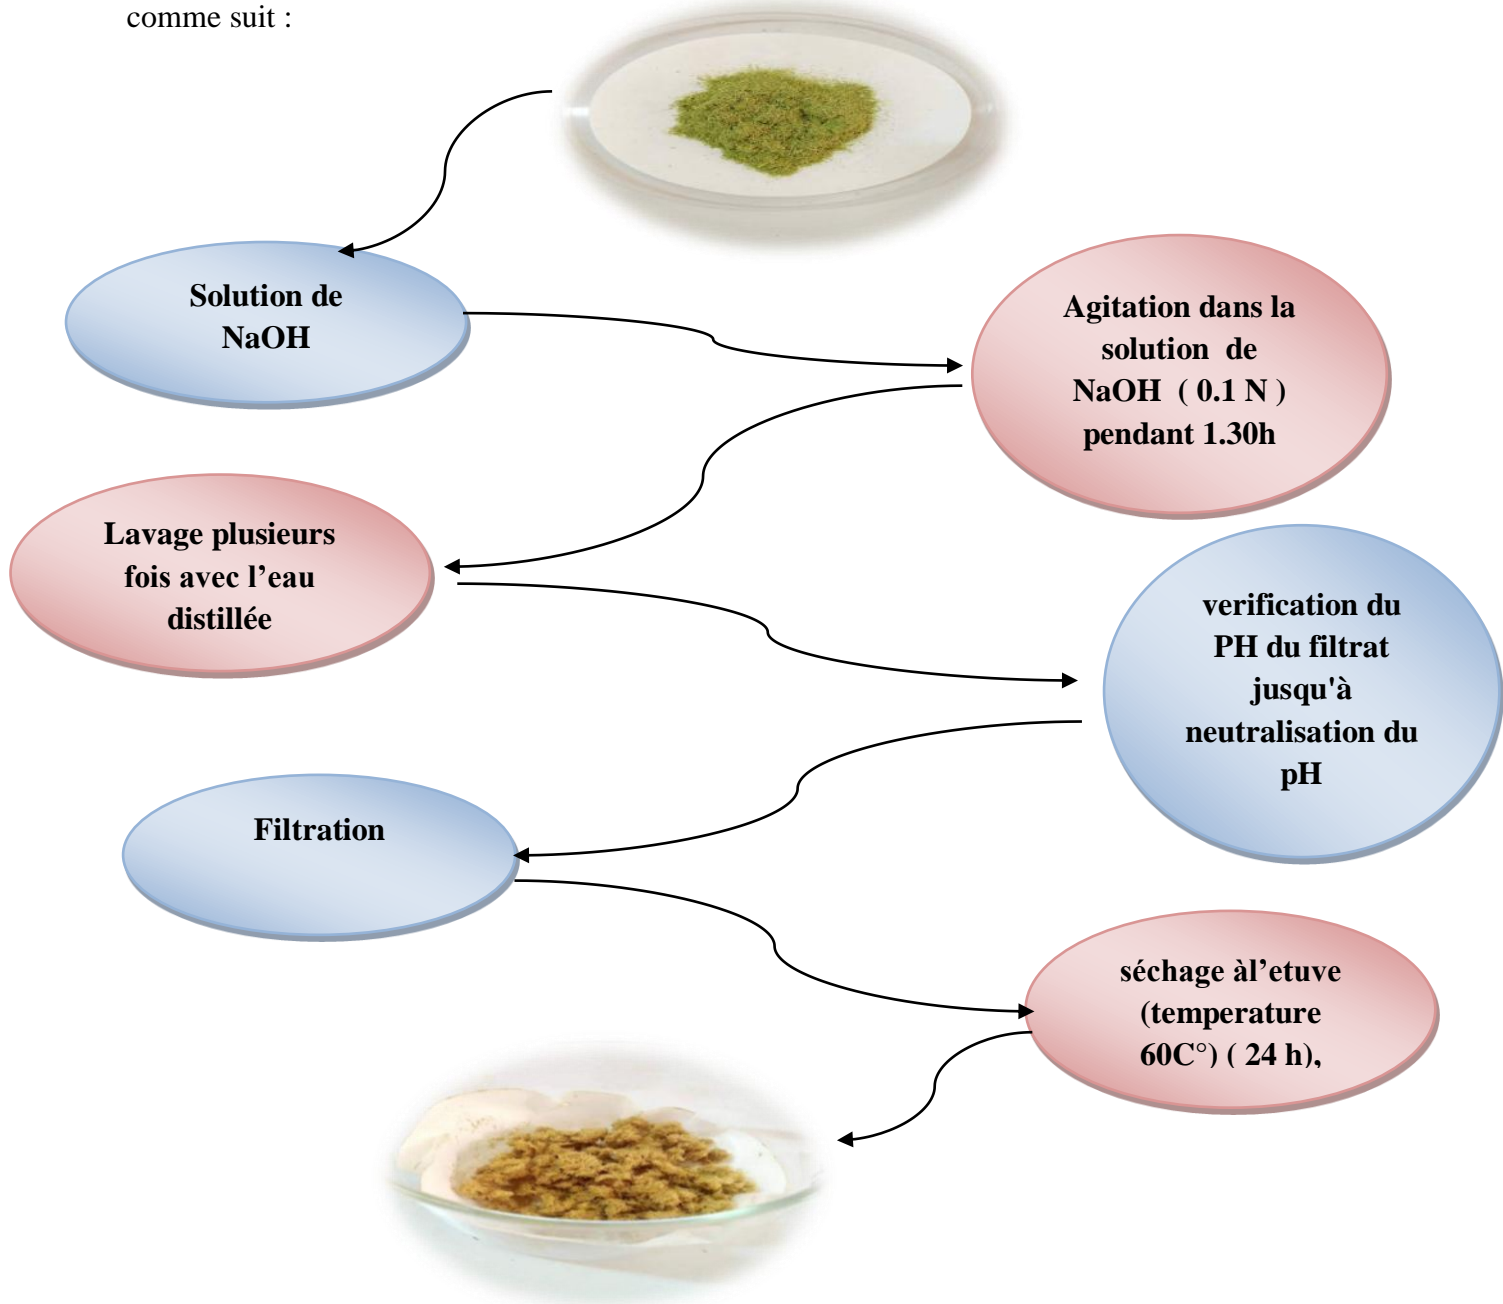 comme suit :
Solution de
NaOH
Agitation dans la
solution de
NaOH ( 0.1 N )
pendant 1.30h
Lavage plusieurs
fois avec l’eau
distillée
verification du
PH du filtrat
jusqu'à
neutralisation du
pH
Filtration
séchage àl’etuve
(temperature
60C°) ( 24 h),